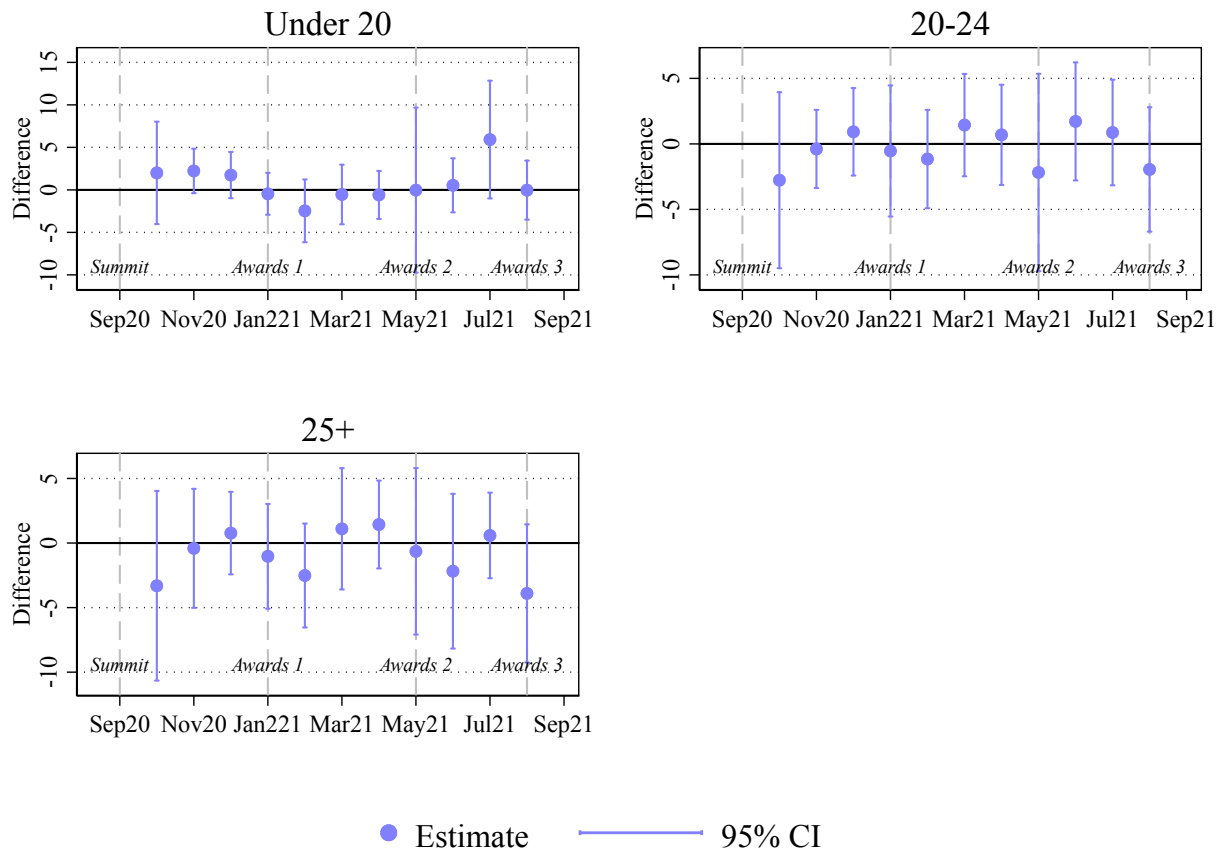 Under 20
Difference
15
10
5
0
-5
-10
Summit
Awards 1
Awards 2
Awards 3
Sep20 Nov20 Jan221 Mar21 May21 Jul21 Sep21
20-24
Difference
5
0
-5
-10
Summit
Awards 1
Awards 2
Awards 3
Sep20 Nov20 Jan221 Mar21 May21 Jul21 Sep21
25+
Difference
5
0
-5
-10
Summit
Awards 1
Awards 2
Awards 3
Sep20 Nov20 Jan221 Mar21 May21 Jul21 Sep21
Estimate
95% CI